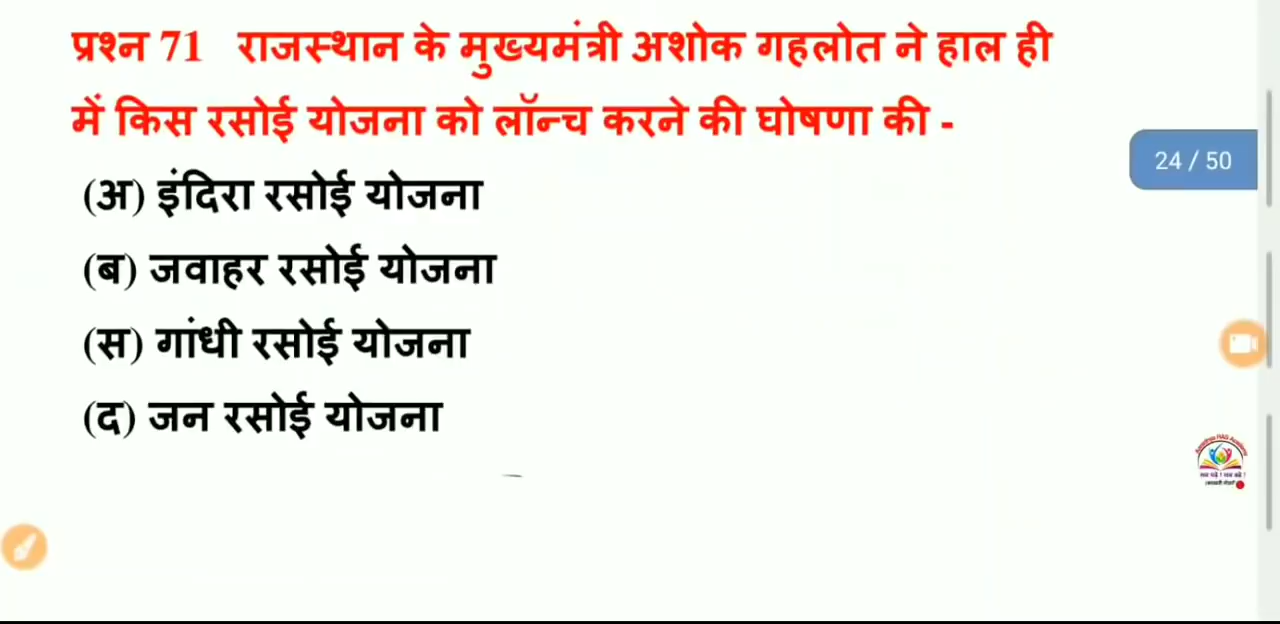 प्रश्न 71 राजस्थान के मुख्यमंत्री अशोक गहलोत ने हाल ही
में किस रसोई योजना को लॉन्च करने की घोषणा की -
24 / 50
(अ) इंदिरा रसोई योजना
(ब) जवाहर रसोई योजना
(स) गांधी रसोई योजना
(द) जन रसोई योजना